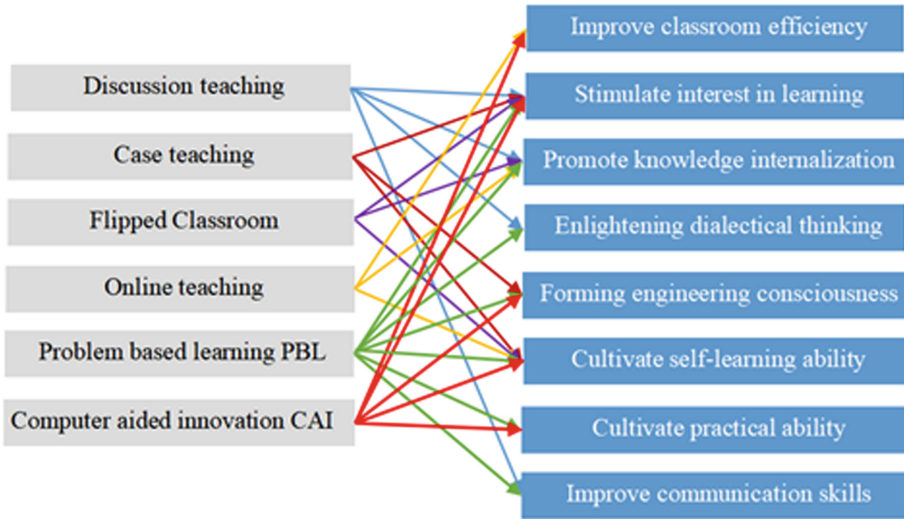 Discussion teaching
Case teaching
Flipped Classroom
Online teaching
Problem based learning PBL
Computer aided innovation CAI
Improve classroom efficiency
Stimulate interest in learning
Promote knowledge internalization
Enlightening dialectical thinking
Forming engineering consciousness
Cultivate self-learning ability
Cultivate practical ability
Improve communication skills